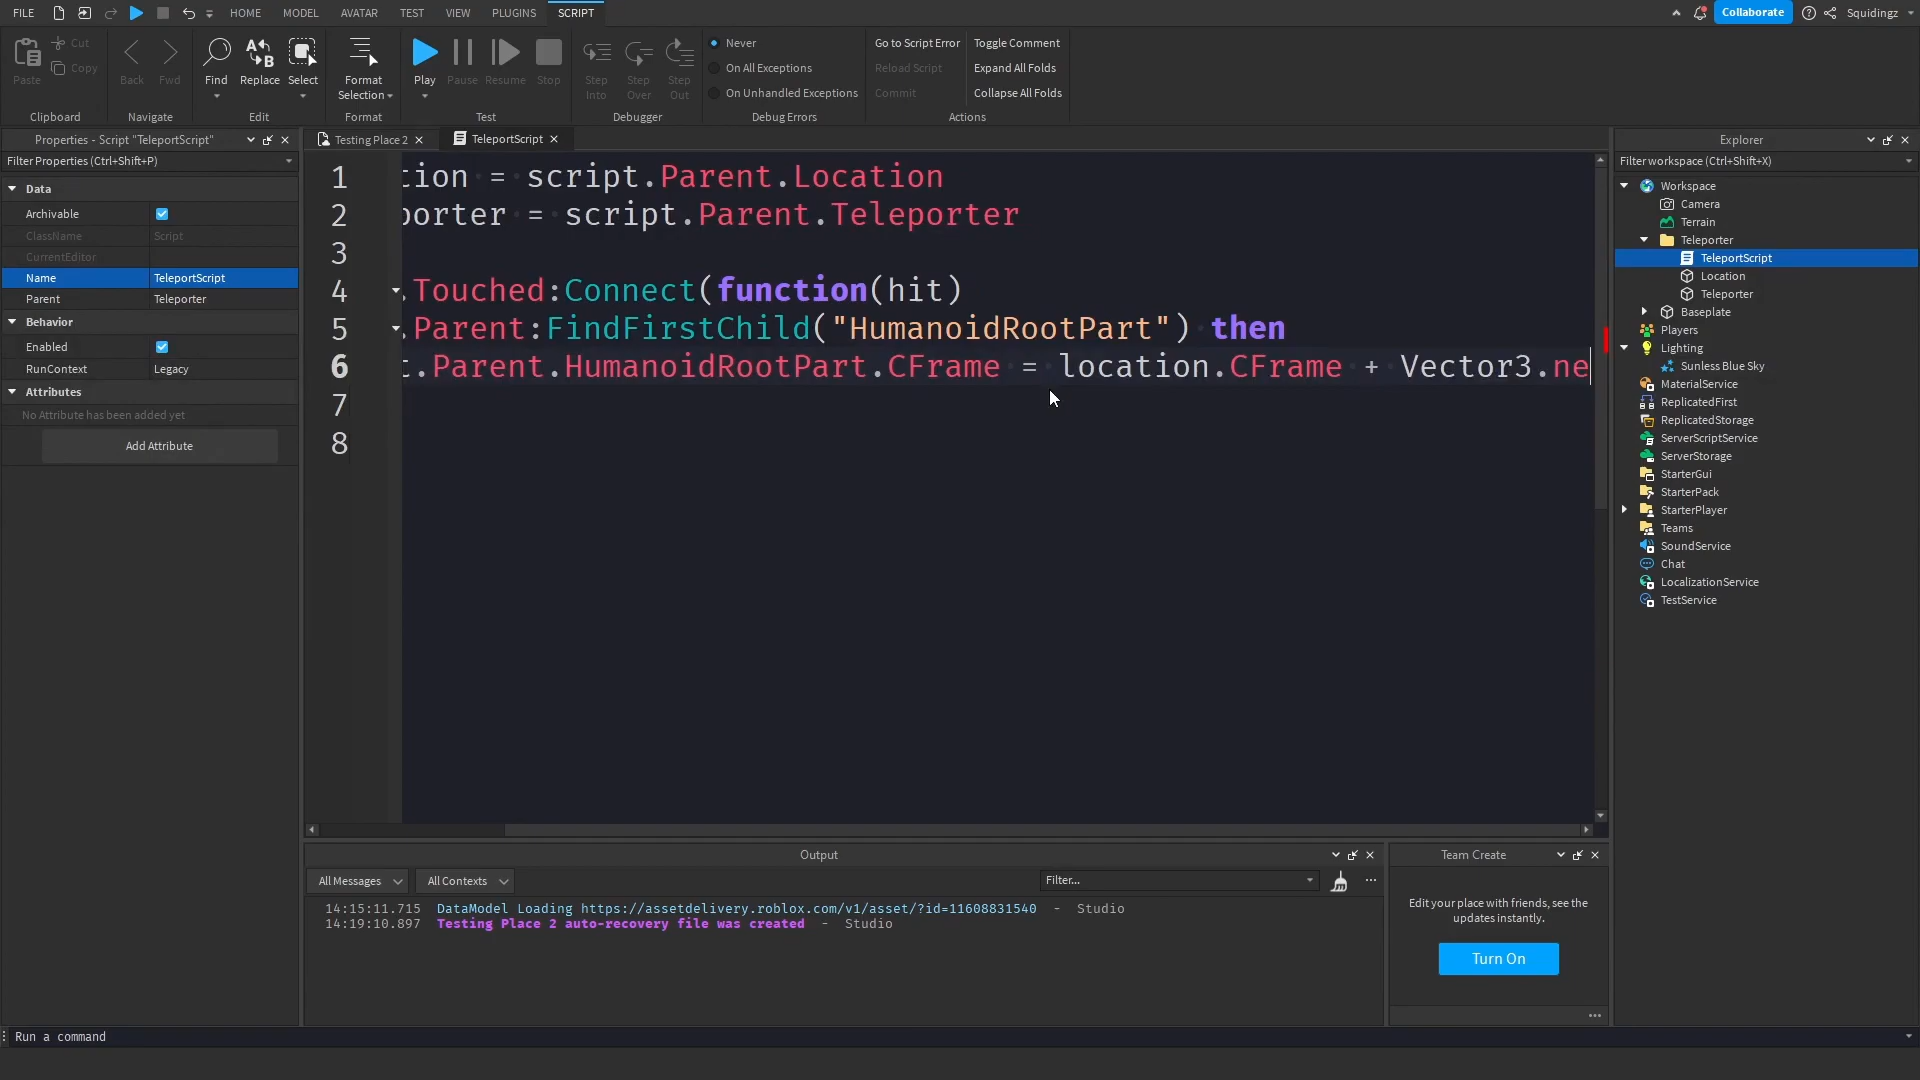 FILE HOME MODEL AVATAR TEST VIEW PLUGINS SCRIPT Collaborate Squidingz
Paste Cut Copy
Clipboard
Back Fwd
Navigate
Find Replace Select
Edit
Format Selection
Format
Play Pause Resume Stop
Test
Step Into Step Over Step Out
Debugger
Never
On All Exceptions
On Unhandled Exceptions
Debug Errors
Go to Script Error Toggle Comment
Reload Script Expand All Folds
Commit Collapse All Folds
Actions
Properties - Script "TeleportScript"
Filter Properties (Ctrl+Shift+P)
Data
Archivable
ClassName Script
CurrentEditor
Name TeleportScript
Parent Teleporter
Behavior
Enabled
RunContext Legacy
Attributes
No Attribute has been added yet
Add Attribute
Testing Place 2 TeleportScript
1 tion = script.Parent.Location
2 porter = script.Parent.Teleporter
3
4 .Touched:Connect(function(hit)
5 .Parent:FindFirstChild("HumanoidRootPart") then
6 t.Parent.HumanoidRootPart.CFrame = location.CFrame + Vector3.ne
7
8
Output
All Messages All Contexts Filter...
14:15:11.715 DataModel Loading https://assetdelivery.roblox.com/v1/asset/?id=11608831540 - Studio
14:19:10.897 Testing Place 2 auto-recovery file was created - Studio
Team Create
Edit your place with friends, see the
updates instantly.
Turn On
Explorer
Filter workspace (Ctrl+Shift+X)
Workspace
Camera
Terrain
Teleporter
TeleportScript
Location
Teleporter
Baseplate
Players
Lighting
Sunless Blue Sky
MaterialService
ReplicatedFirst
ReplicatedStorage
ServerScriptService
ServerStorage
StarterGui
StarterPack
StarterPlayer
Teams
SoundService
Chat
LocalizationService
TestService
Run a command